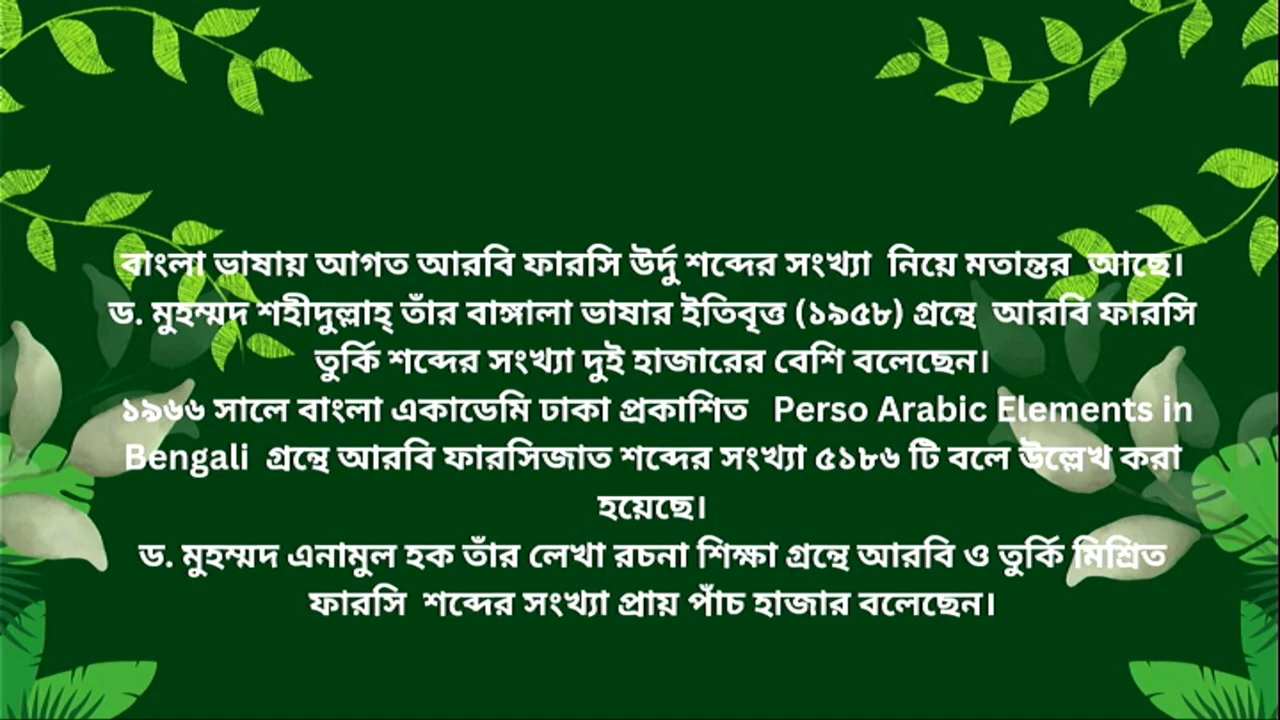 বাংলা ভাষায় আগত আরবি ফারসি উর্দু শব্দের সংখ্যা নিয়ে মতান্তর আছে।
ড. মুহম্মদ শহীদুল্লাহ্ তাঁর বাঙ্গালা ভাষার ইতিবৃত্ত (১৯৫৮) গ্রন্থে আরবি ফারসি
তুর্কি শব্দের সংখ্যা দুই হাজারের বেশি বলেছেন।
১৯৬৬ সালে বাংলা একাডেমি ঢাকা প্রকাশিত Perso Arabic Elements in
Bengali গ্রন্থে আরবি ফারসিজাত শব্দের সংখ্যা ৫১৮৬ টি বলে উল্লেখ করা
হয়েছে।
ড. মুহম্মদ এনামুল হক তাঁর লেখা রচনা শিক্ষা গ্রন্থে আরবি ও তুর্কি মিশ্রিত
ফারসি শব্দের সংখ্যা প্রায় পাঁচ হাজার বলেছেন।